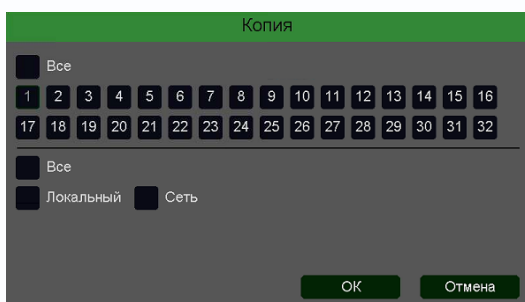 Копия
Все
1 2 3 4 5 6 7 8 9 10 11 12 13 14 15 16
17 18 19 20 21 22 23 24 25 26 27 28 29 30 31 32
Все
Локальный Сеть
ОК Отмена